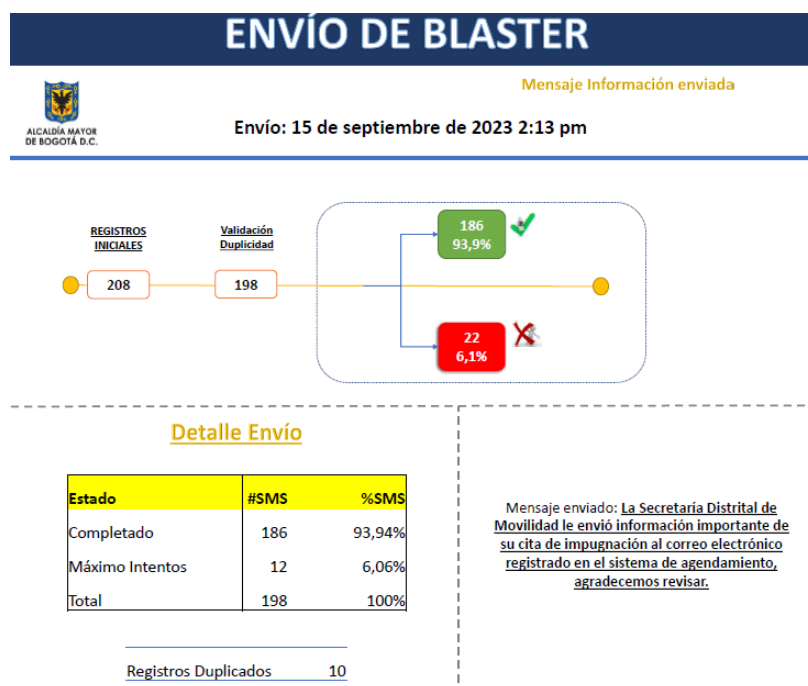 ENVÍO DE BLASTER
Mensaje Información enviada
ALCALDÍA MAYOR
DE BOGOTÁ D.C.
Envío: 15 de septiembre de 2023 2:13 pm
REGISTROS
INICIALES
Validación
Duplicidad
208
198
186
93,9%
22
6,1%
Detalle Envío
Estado #SMS %SMS
Completado 186 93,94%
Máximo Intentos 12 6,06%
Total 198 100%
Registros Duplicados 10
Mensaje enviado: La Secretaría Distrital de
Movilidad le envió información importante de
su cita de impugnación al correo electrónico
registrado en el sistema de agendamiento,
agradecemos revisar.